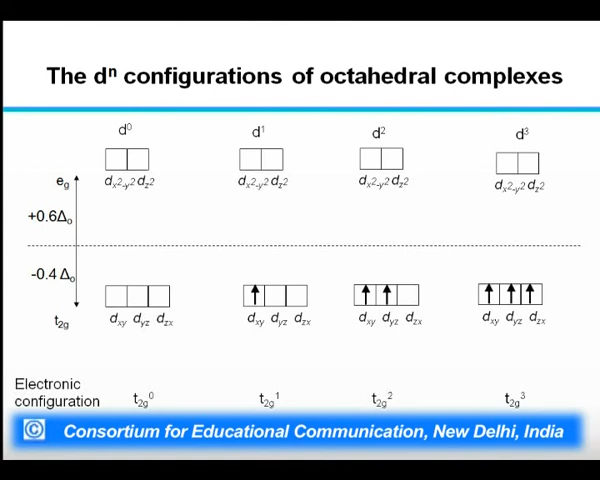 The dⁿ configurations of octahedral complexes
d⁰ d¹ d² d³
e_g d_x²-y² d_z² d_x²-y² d_z² d_x²-y² d_z² d_x²-y² d_z²
+0.6Δ_o
-0.4 Δ_o
t_2g d_xy d_yz d_zx d_xy d_yz d_zx d_xy d_yz d_zx d_xy d_yz d_zx
Electronic
configuration t_2g⁰ t_2g¹ t_2g² t_2g³
© Consortium for Educational Communication, New Delhi, India